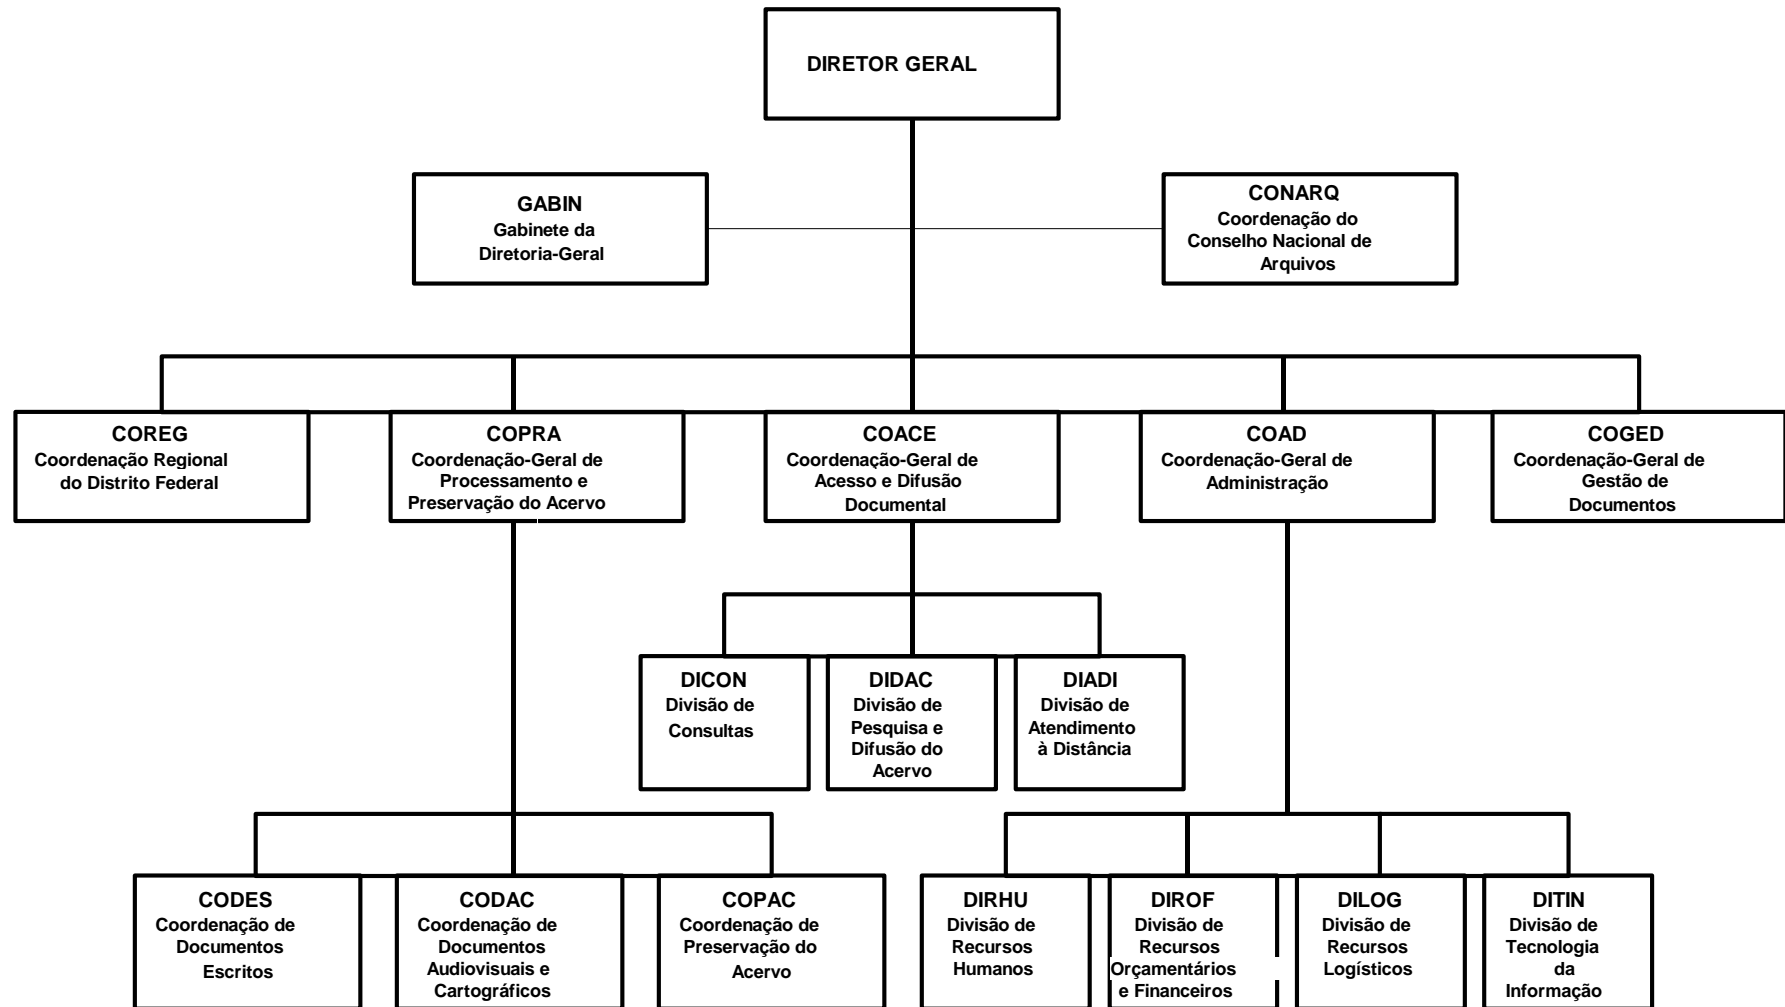 DIRETOR GERAL
GABIN
Gabinete da
Diretoria-Geral
CONARQ
Coordenação do
Conselho Nacional de
Arquivos
COREG
Coordenação Regional
do Distrito Federal
COPRA
Coordenação-Geral de
Processamento e
Preservação do Acervo
COACE
Coordenação-Geral de
Acesso e Difusão
Documental
COAD
Coordenação-Geral de
Administração
COGED
Coordenação-Geral de
Gestão de
Documentos
DICON
Divisão de
Consultas
DIDAC
Divisão de
Pesquisa e
Difusão do
Acervo
DIADI
Divisão de
Atendimento
à Distância
CODES
Coordenação de
Documentos
Escritos
CODAC
Coordenação de
Documentos
Audiovisuais e
Cartográficos
COPAC
Coordenação de
Preservação do
Acervo
DIRHU
Divisão de
Recursos
Humanos
DIROF
Divisão de
Recursos
Orçamentários
e Financeiros
DILOG
Divisão de
Recursos
Logísticos
DITIN
Divisão de
Tecnologia
da
Informação